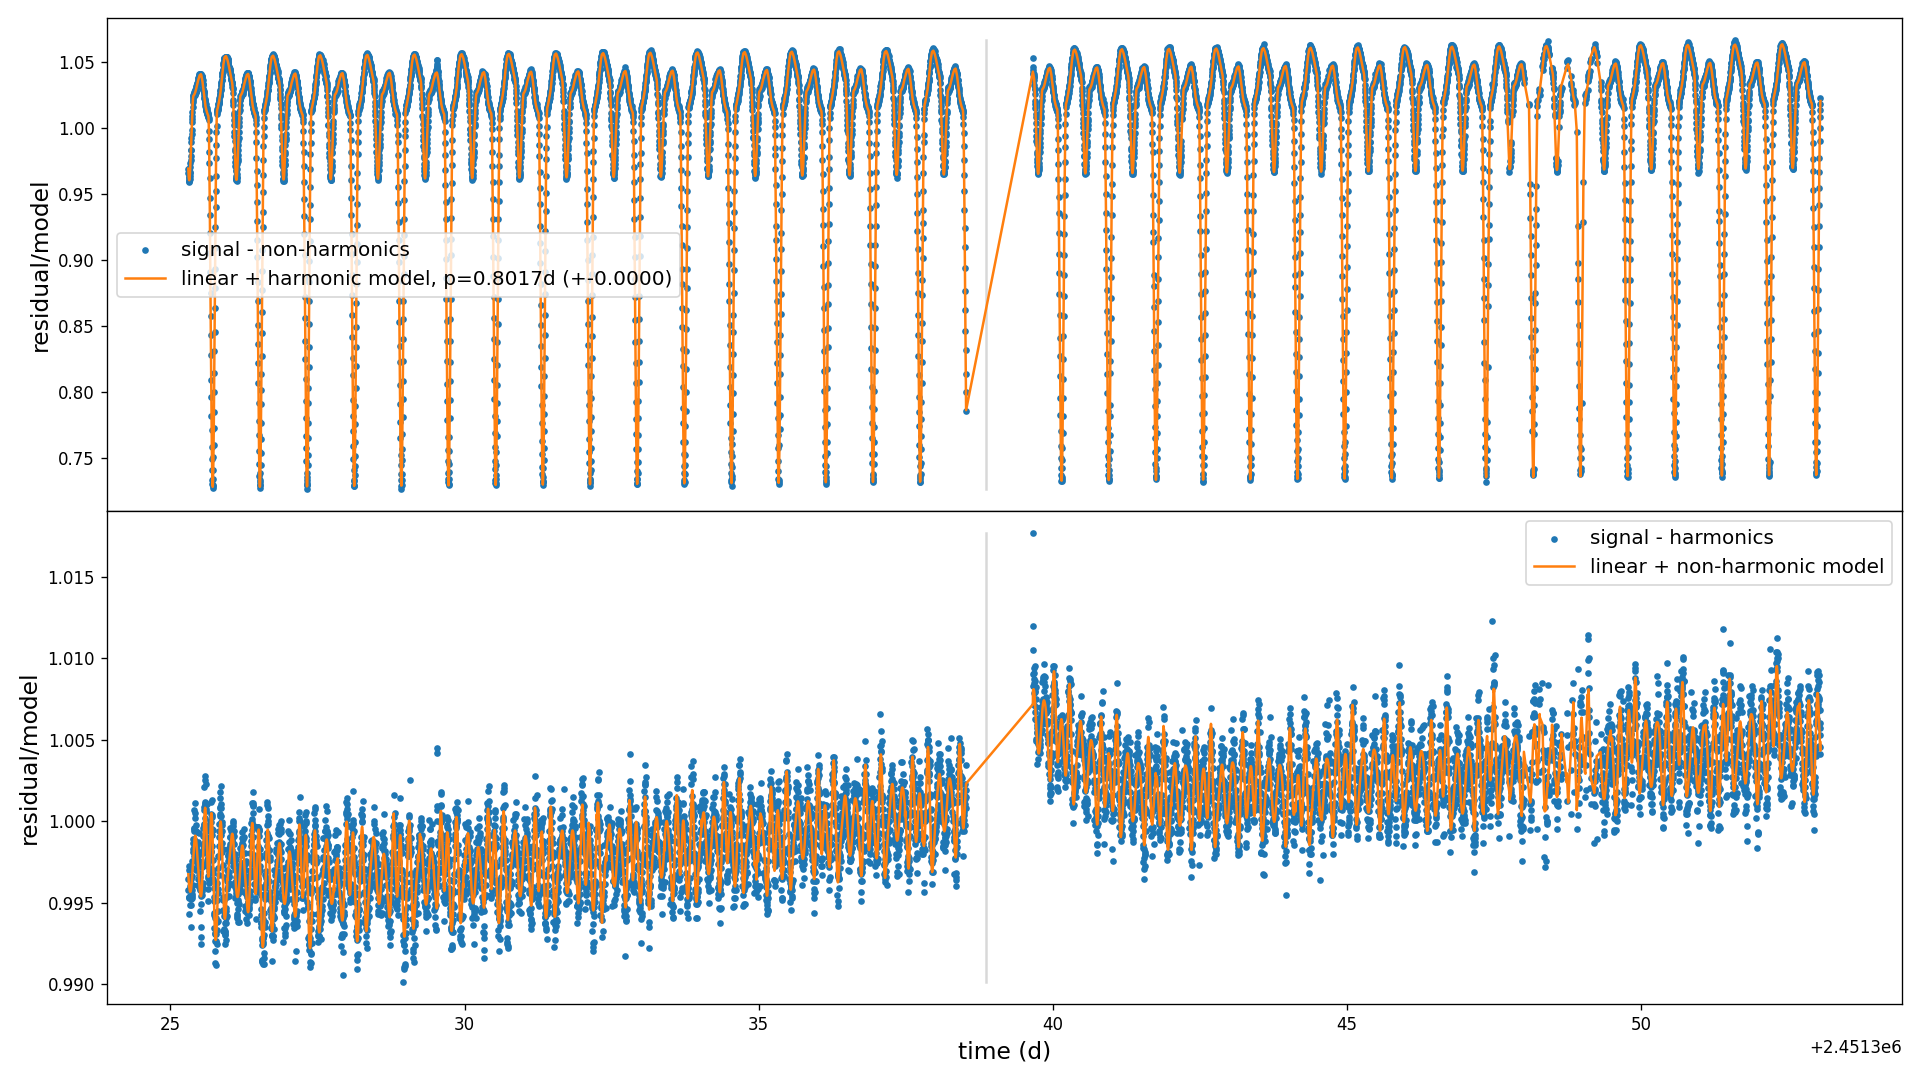 1.05
1.00
0.95
0.90
0.85
0.80
0.75
residual/model
signal - non-harmonics
linear + harmonic model, p=0.8017d (+-0.0000)
1.015
1.010
1.005
1.000
0.995
0.990
residual/model
signal - harmonics
linear + non-harmonic model
25 30 35 40 45 50
time (d)
+2.4513e6